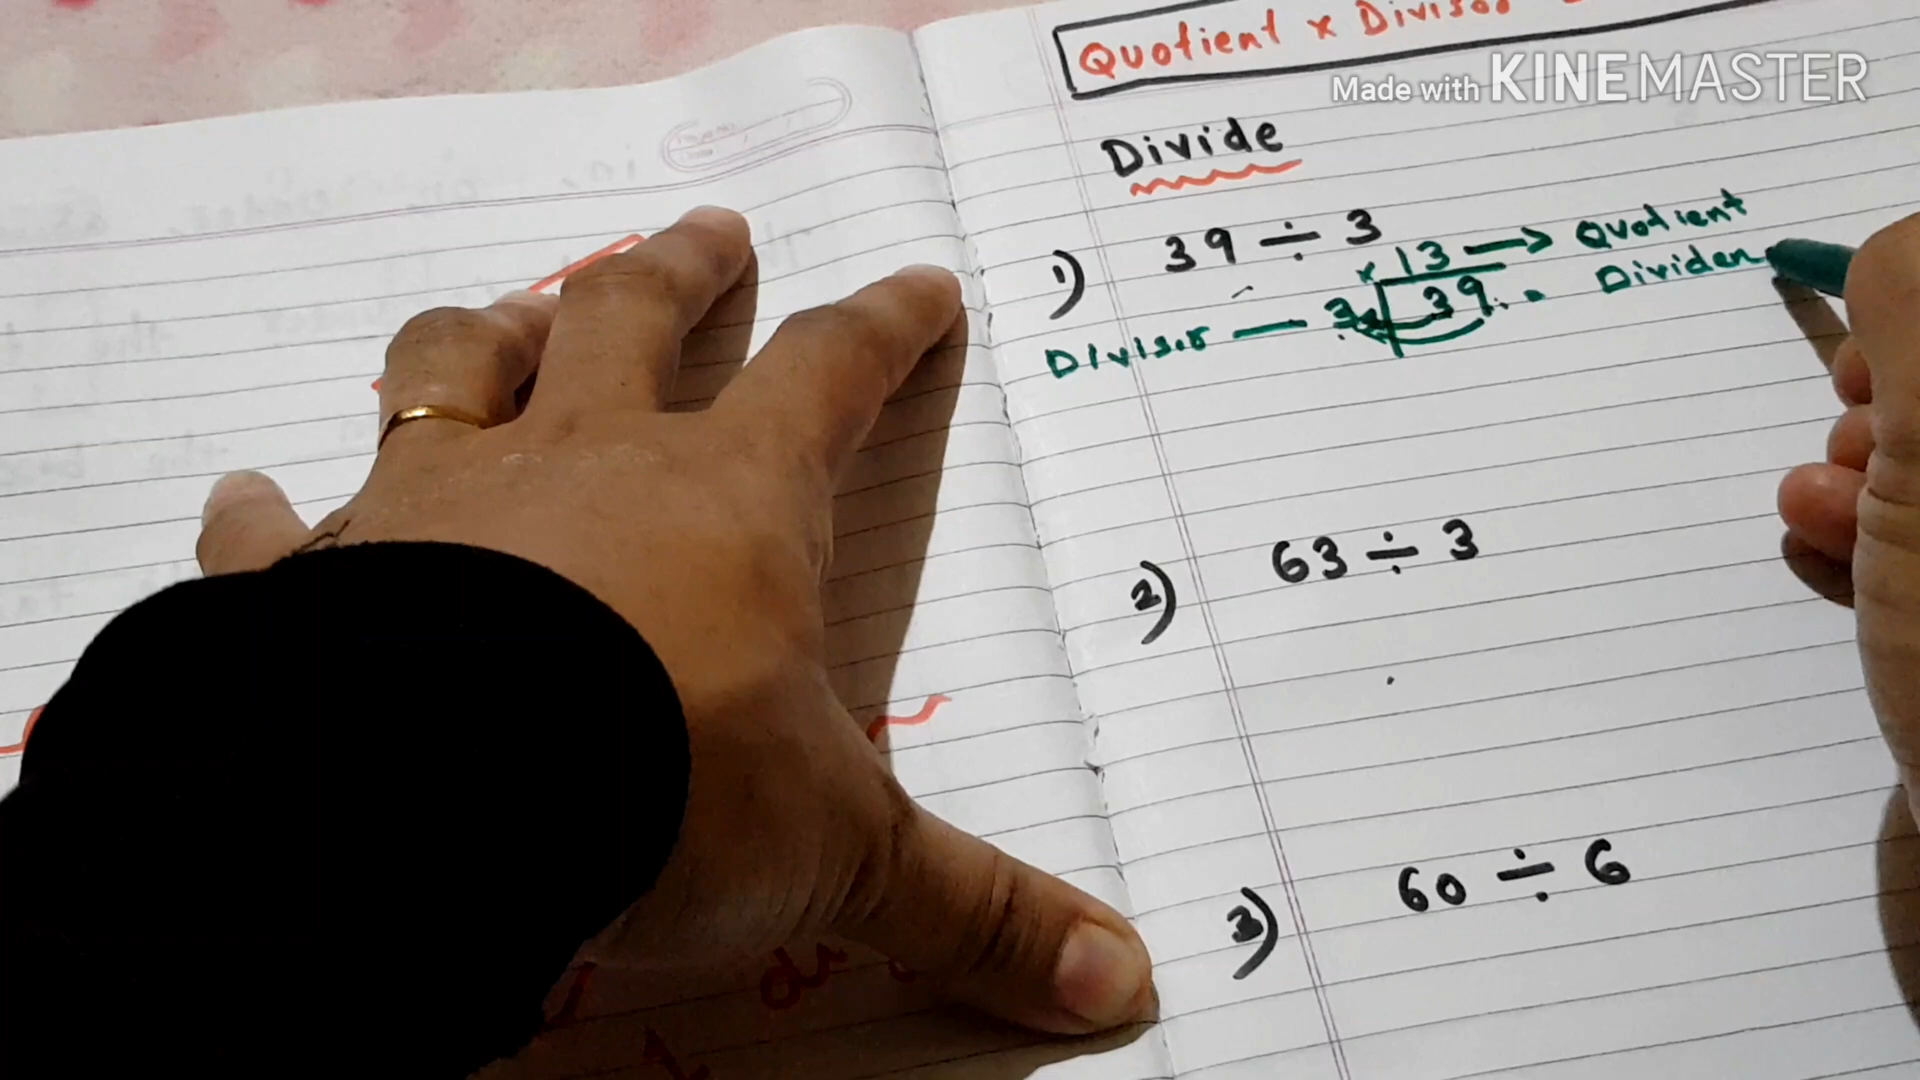 Quotient x Divisor
Made with KINEMASTER
Divide
1) 39 ÷ 3
x 13 → Quotient
Divisor — 3 39 Dividen
2) 63 ÷ 3
3) 60 ÷ 6